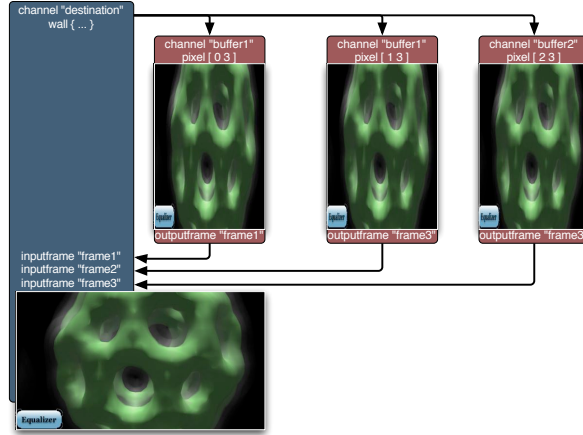 channel "destination"
wall { ... }
channel "buffer1"
pixel [ 0 3 ]
channel "buffer1"
pixel [ 1 3 ]
channel "buffer2"
pixel [ 2 3 ]
Equalizer
Equalizer
Equalizer
outputframe "frame1"
outputframe "frame3"
outputframe "frame3
inputframe "frame1"
inputframe "frame2"
inputframe "frame3"
Equalizer